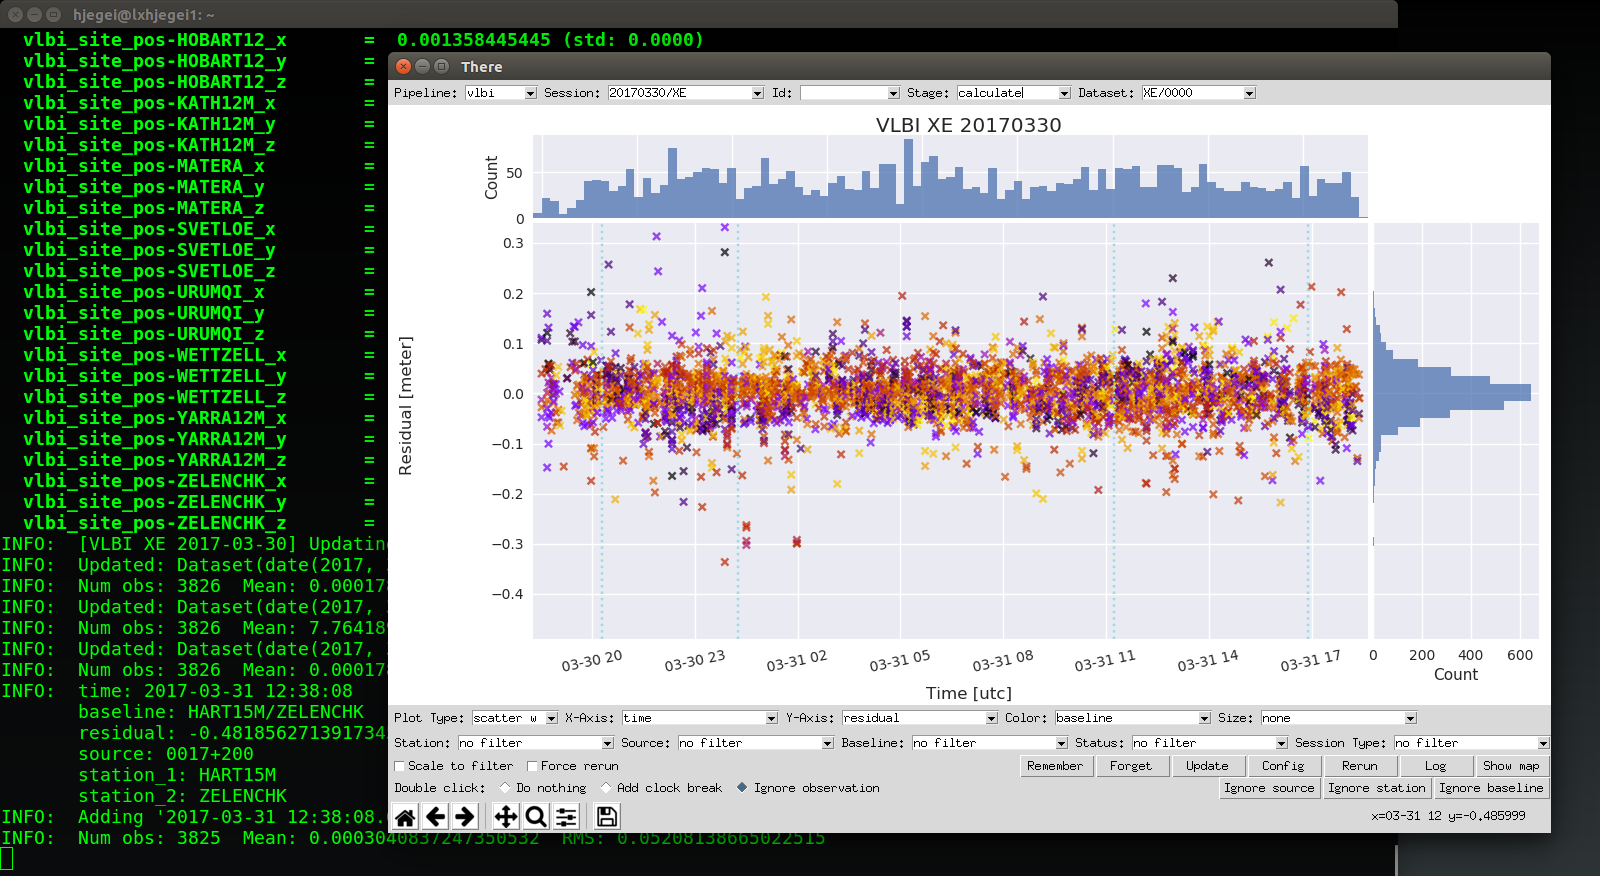 hjegei@lxhjegei1: ~
vlbi_site_pos-HOBART12_x = 0.001358445445 (std: 0.0000)
vlbi_site_pos-HOBART12_y =
vlbi_site_pos-HOBART12_z =
vlbi_site_pos-KATH12M_x =
vlbi_site_pos-KATH12M_y =
vlbi_site_pos-KATH12M_z =
vlbi_site_pos-MATERA_x =
vlbi_site_pos-MATERA_y =
vlbi_site_pos-MATERA_z =
vlbi_site_pos-SVETLOE_x =
vlbi_site_pos-SVETLOE_y =
vlbi_site_pos-SVETLOE_z =
vlbi_site_pos-URUMQI_x =
vlbi_site_pos-URUMQI_y =
vlbi_site_pos-URUMQI_z =
vlbi_site_pos-WETTZELL_x =
vlbi_site_pos-WETTZELL_y =
vlbi_site_pos-WETTZELL_z =
vlbi_site_pos-YARRA12M_x =
vlbi_site_pos-YARRA12M_y =
vlbi_site_pos-YARRA12M_z =
vlbi_site_pos-ZELENCHK_x =
vlbi_site_pos-ZELENCHK_y =
vlbi_site_pos-ZELENCHK_z =
INFO: [VLBI XE 2017-03-30] Updating
INFO: Updated: Dataset(date(2017,
INFO: Num obs: 3826 Mean: 0.000178
INFO: Updated: Dataset(date(2017,
INFO: Num obs: 3826 Mean: 7.764189
INFO: Updated: Dataset(date(2017,
INFO: Num obs: 3826 Mean: 0.000178
INFO: time: 2017-03-31 12:38:08
baseline: HART15M/ZELENCHK
residual: -0.481856271391734
source: 0017+200
station_1: HART15M
station_2: ZELENCHK
INFO: Adding '2017-03-31 12:38:08.
INFO: Num obs: 3825 Mean: 0.00030408372473505​32 RMS: 0.05208138665022515
There
Pipeline: vlbi Session: 20170330/XE Id: Stage: calculate Dataset: XE/0000
VLBI XE 20170330
Count
50
0
0.3
0.2
0.1
0.0
−0.1
−0.2
−0.3
−0.4
Residual [meter]
03-30 20 03-30 23 03-31 02 03-31 05 03-31 08 03-31 11 03-31 14 03-31 17
Time [utc]
0 200 400 600
Count
Plot Type: scatter w X-Axis: time Y-Axis: residual Color: baseline Size: none
Station: no filter Source: no filter Baseline: no filter Status: no filter Session Type: no filter
Scale to filter Force rerun Remember Forget Update Config Rerun Log Show map
Double click: Do nothing Add clock break Ignore observation Ignore source Ignore station Ignore baseline
x=03-31 12 y=-0.485999